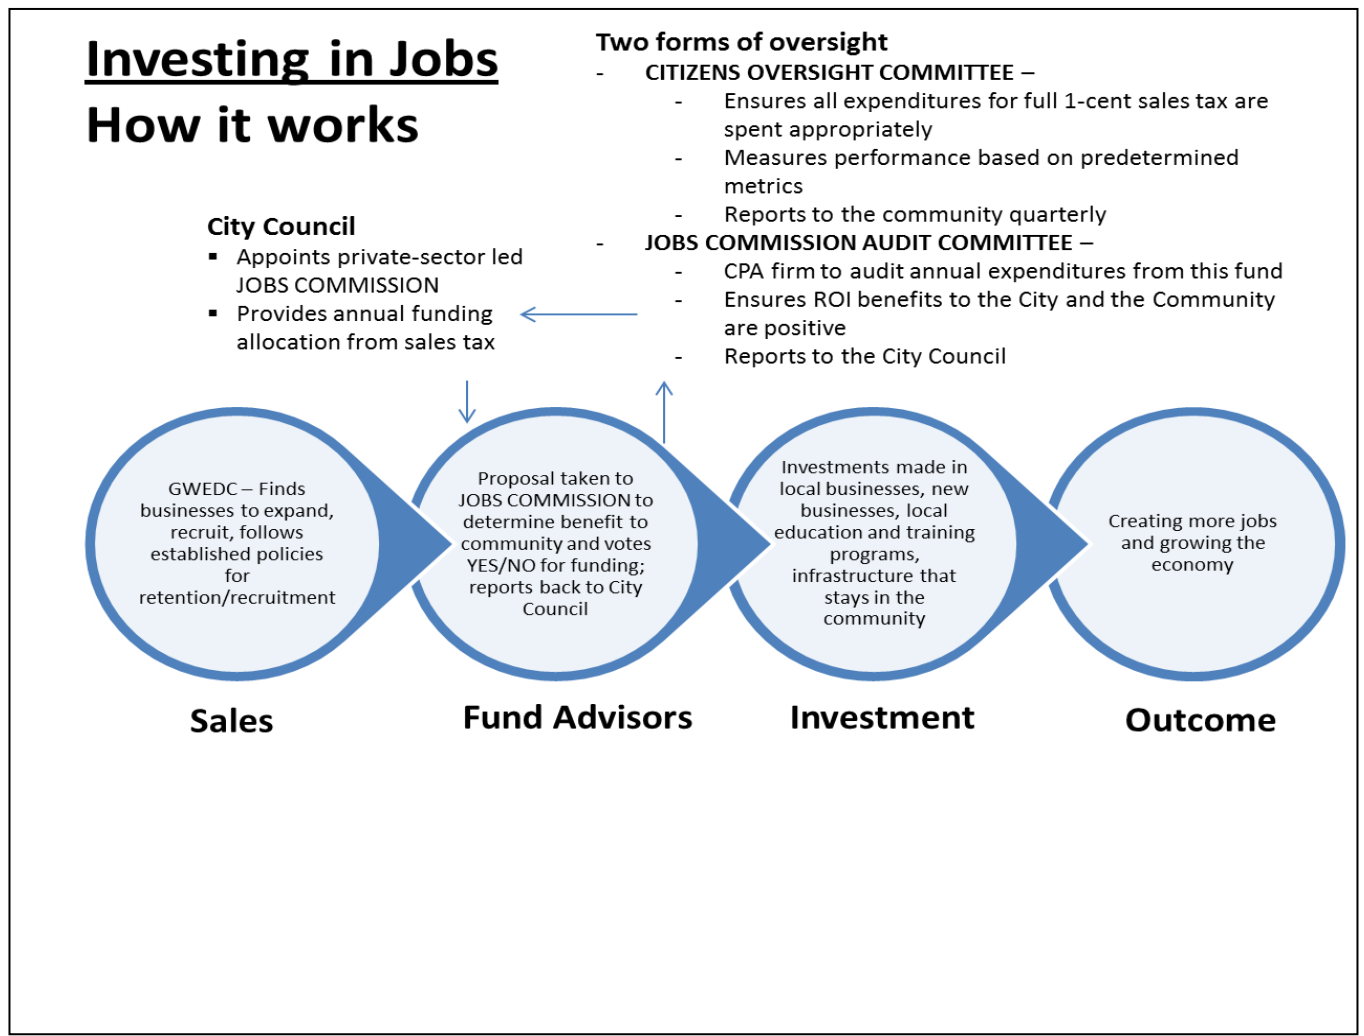 Investing in Jobs
How it works
Two forms of oversight
- CITIZENS OVERSIGHT COMMITTEE –
- Ensures all expenditures for full 1-cent sales tax are
spent appropriately
- Measures performance based on predetermined
metrics
- Reports to the community quarterly
- JOBS COMMISSION AUDIT COMMITTEE –
- CPA firm to audit annual expenditures from this fund
- Ensures ROI benefits to the City and the Community
are positive
- Reports to the City Council
City Council
▪ Appoints private-sector led
JOBS COMMISSION
▪ Provides annual funding
allocation from sales tax
GWEDC – Finds
businesses to expand,
recruit, follows
established policies
for
retention/recruitment
Proposal taken to
JOBS COMMISSION to
determine benefit to
community and votes
YES/NO for funding;
reports back to City
Council
Investments made in
local businesses, new
businesses, local
education and training
programs,
infrastructure that
stays in the
community
Creating more jobs
and growing the
economy
Sales
Fund Advisors
Investment
Outcome